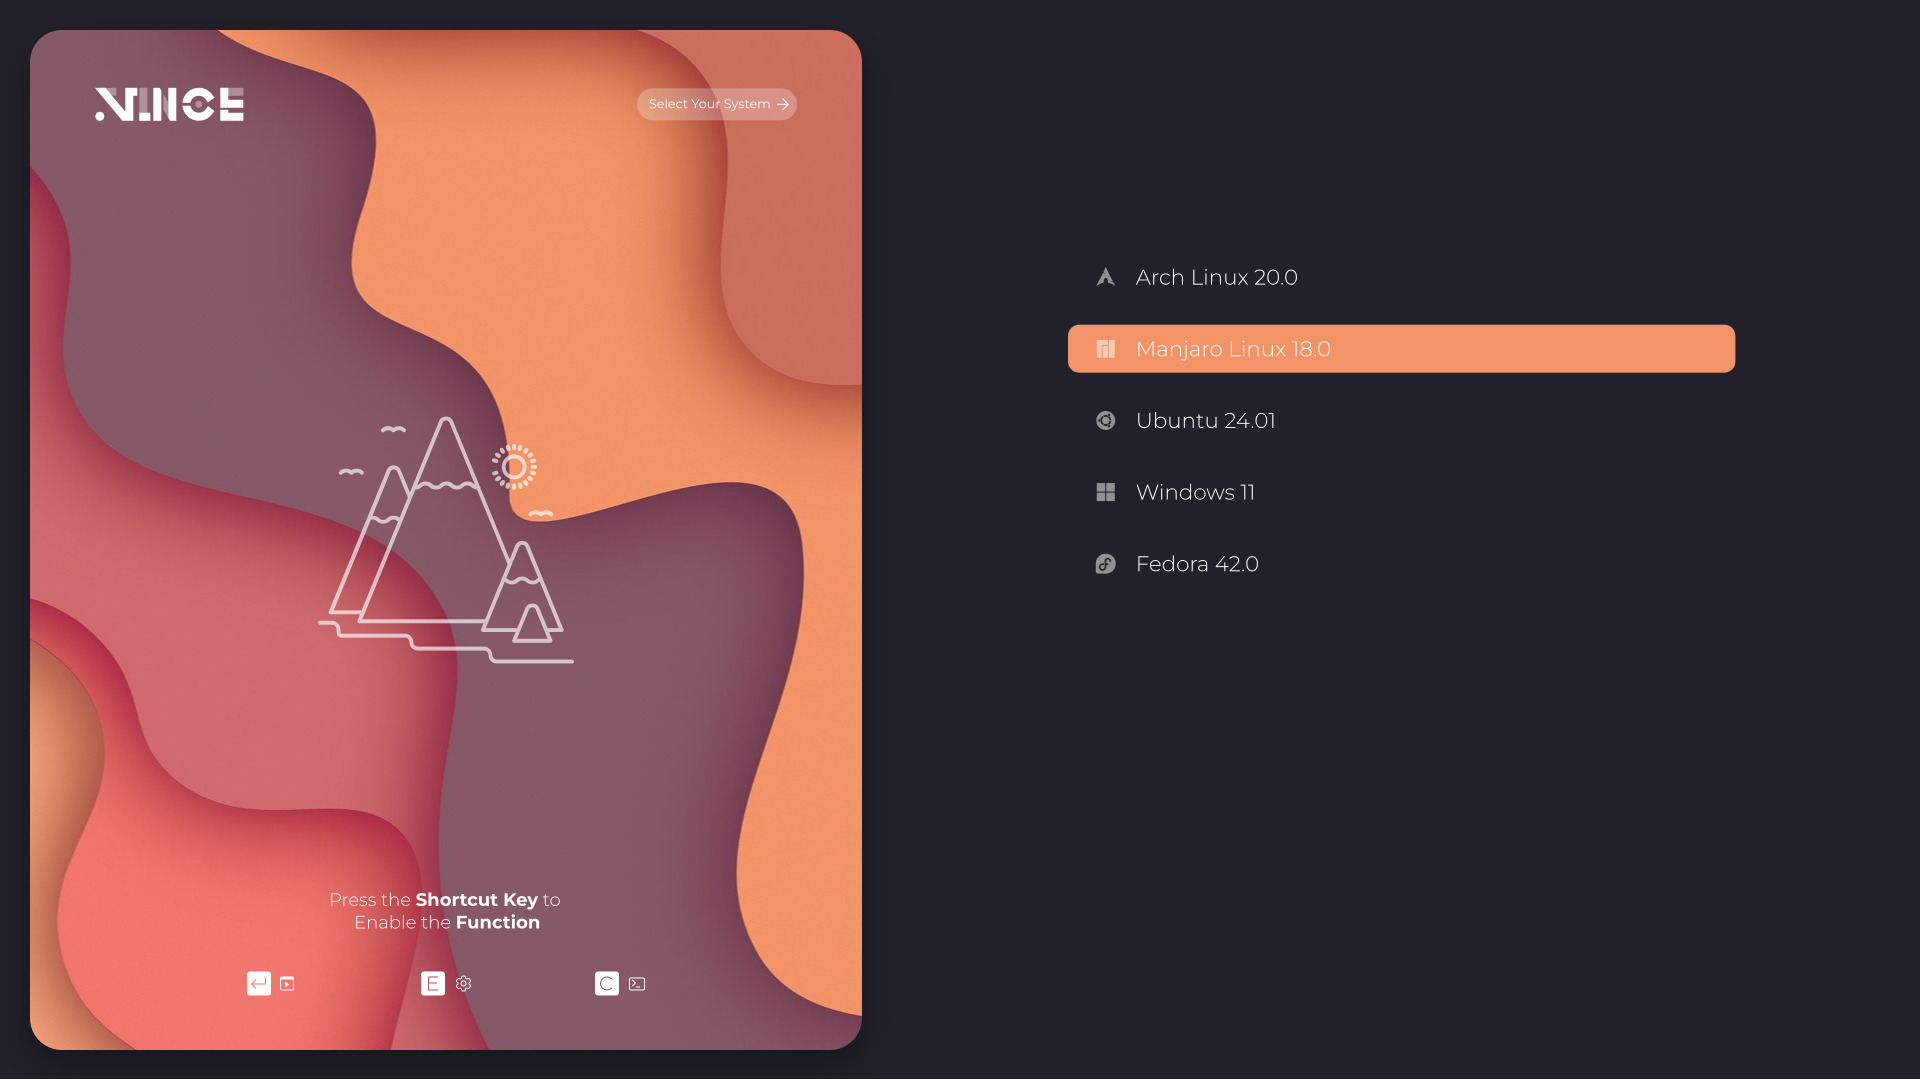 VINCE
Select Your System
Arch Linux 20.0
Manjaro Linux 18.0
Ubuntu 24.01
Windows 11
Fedora 42.0
Press the Shortcut Key to
Enable the Function
E
C